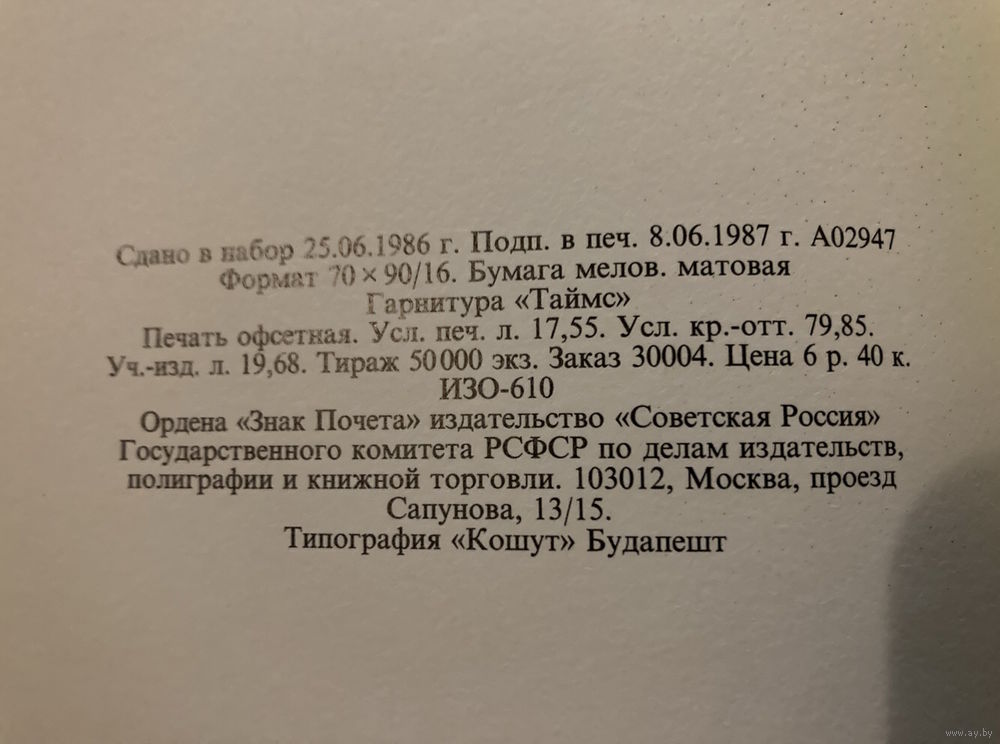 Сдано в набор 25.06.1986 г. Подп. в печ. 8.06.1987 г. А02947
Формат 70 × 90/16. Бумага мелов. матовая
Гарнитура «Таймс»
Печать офсетная. Усл. печ. л. 17,55. Усл. кр.-отт. 79,85.
Уч.-изд. л. 19,68. Тираж 50 000 экз. Заказ 30004. Цена 6 р. 40 к.
ИЗО-610
Ордена «Знак Почета» издательство «Советская Россия»
Государственного комитета РСФСР по делам издательств,
полиграфии и книжной торговли. 103012, Москва, проезд
Сапунова, 13/15.
Типография «Кошут» Будапешт
www.ay.by